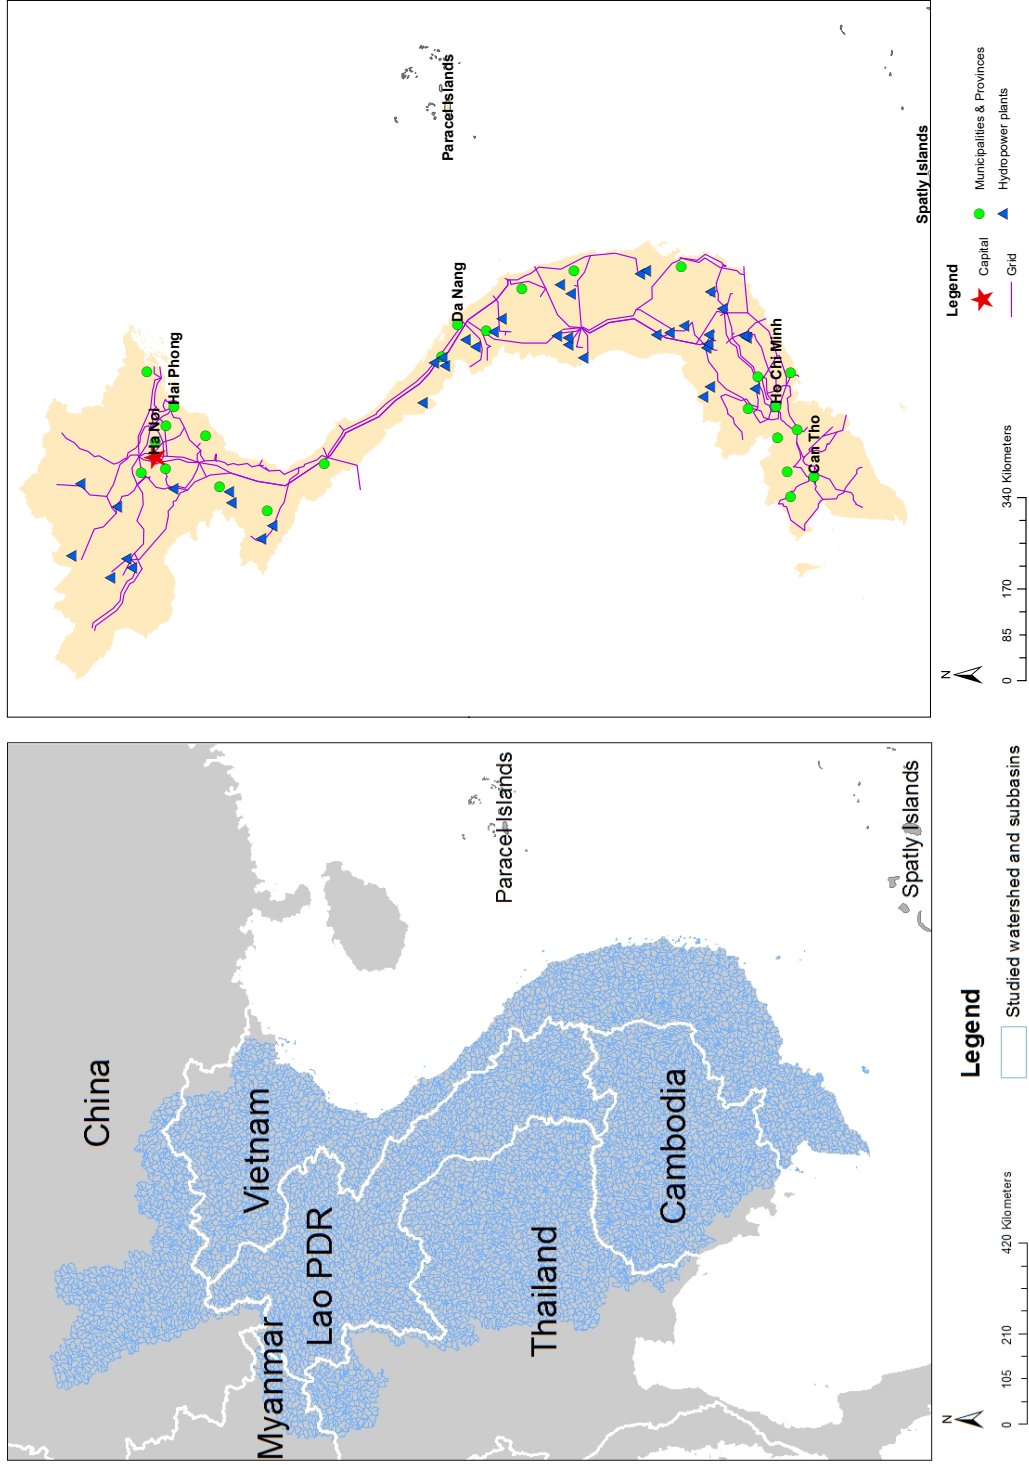 China
Vietnam
Myanmar
Lao PDR
Thailand
Cambodia
Paracel Islands
Spatly Islands
N
0 105 210 420 Kilometers
Legend
Studied watershed and subbasins
Ha Noi
Hai Phong
Da Nang
Paracel Islands
Ho Chi Minh
Can Tho
Spatly Islands
N
0 85 170 340 Kilometers
Legend
Capital
Municipalities & Provinces
Grid
Hydropower plants